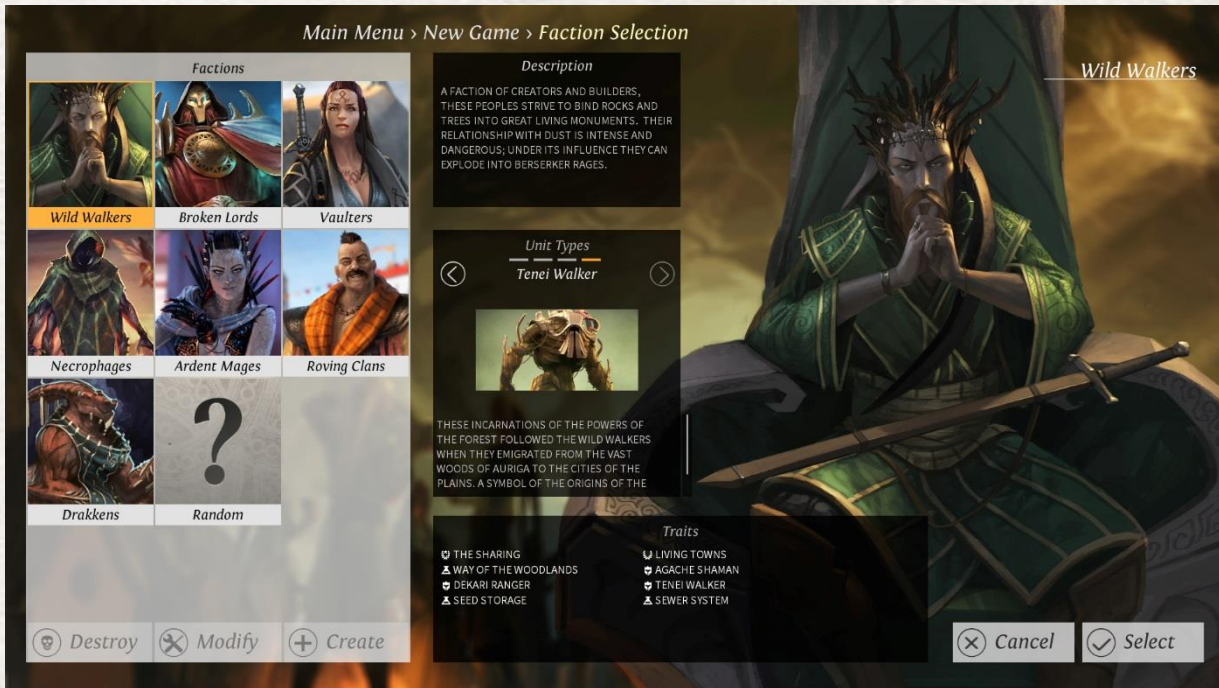 Main Menu › New Game › Faction Selection
Factions
Wild Walkers
Broken Lords
Vaulters
Necrophages
Ardent Mages
Roving Clans
?
Drakkens
Random
Destroy
Modify
Create
Description
A FACTION OF CREATORS AND BUILDERS,
THESE PEOPLES STRIVE TO BIND ROCKS AND
TREES INTO GREAT LIVING MONUMENTS. THEIR
RELATIONSHIP WITH DUST IS INTENSE AND
DANGEROUS; UNDER ITS INFLUENCE THEY CAN
EXPLODE INTO BERSERKER RAGES.
Unit Types
Tenei Walker
THESE INCARNATIONS OF THE POWERS OF
THE FOREST FOLLOWED THE WILD WALKERS
WHEN THEY EMIGRATED FROM THE VAST
WOODS OF AURIGA TO THE CITIES OF THE
PLAINS. A SYMBOL OF THE ORIGINS OF THE
Traits
THE SHARING
WAY OF THE WOODLANDS
DEKARI RANGER
SEED STORAGE
LIVING TOWNS
AGACHE SHAMAN
TENEI WALKER
SEWER SYSTEM
Wild Walkers
Cancel
Select